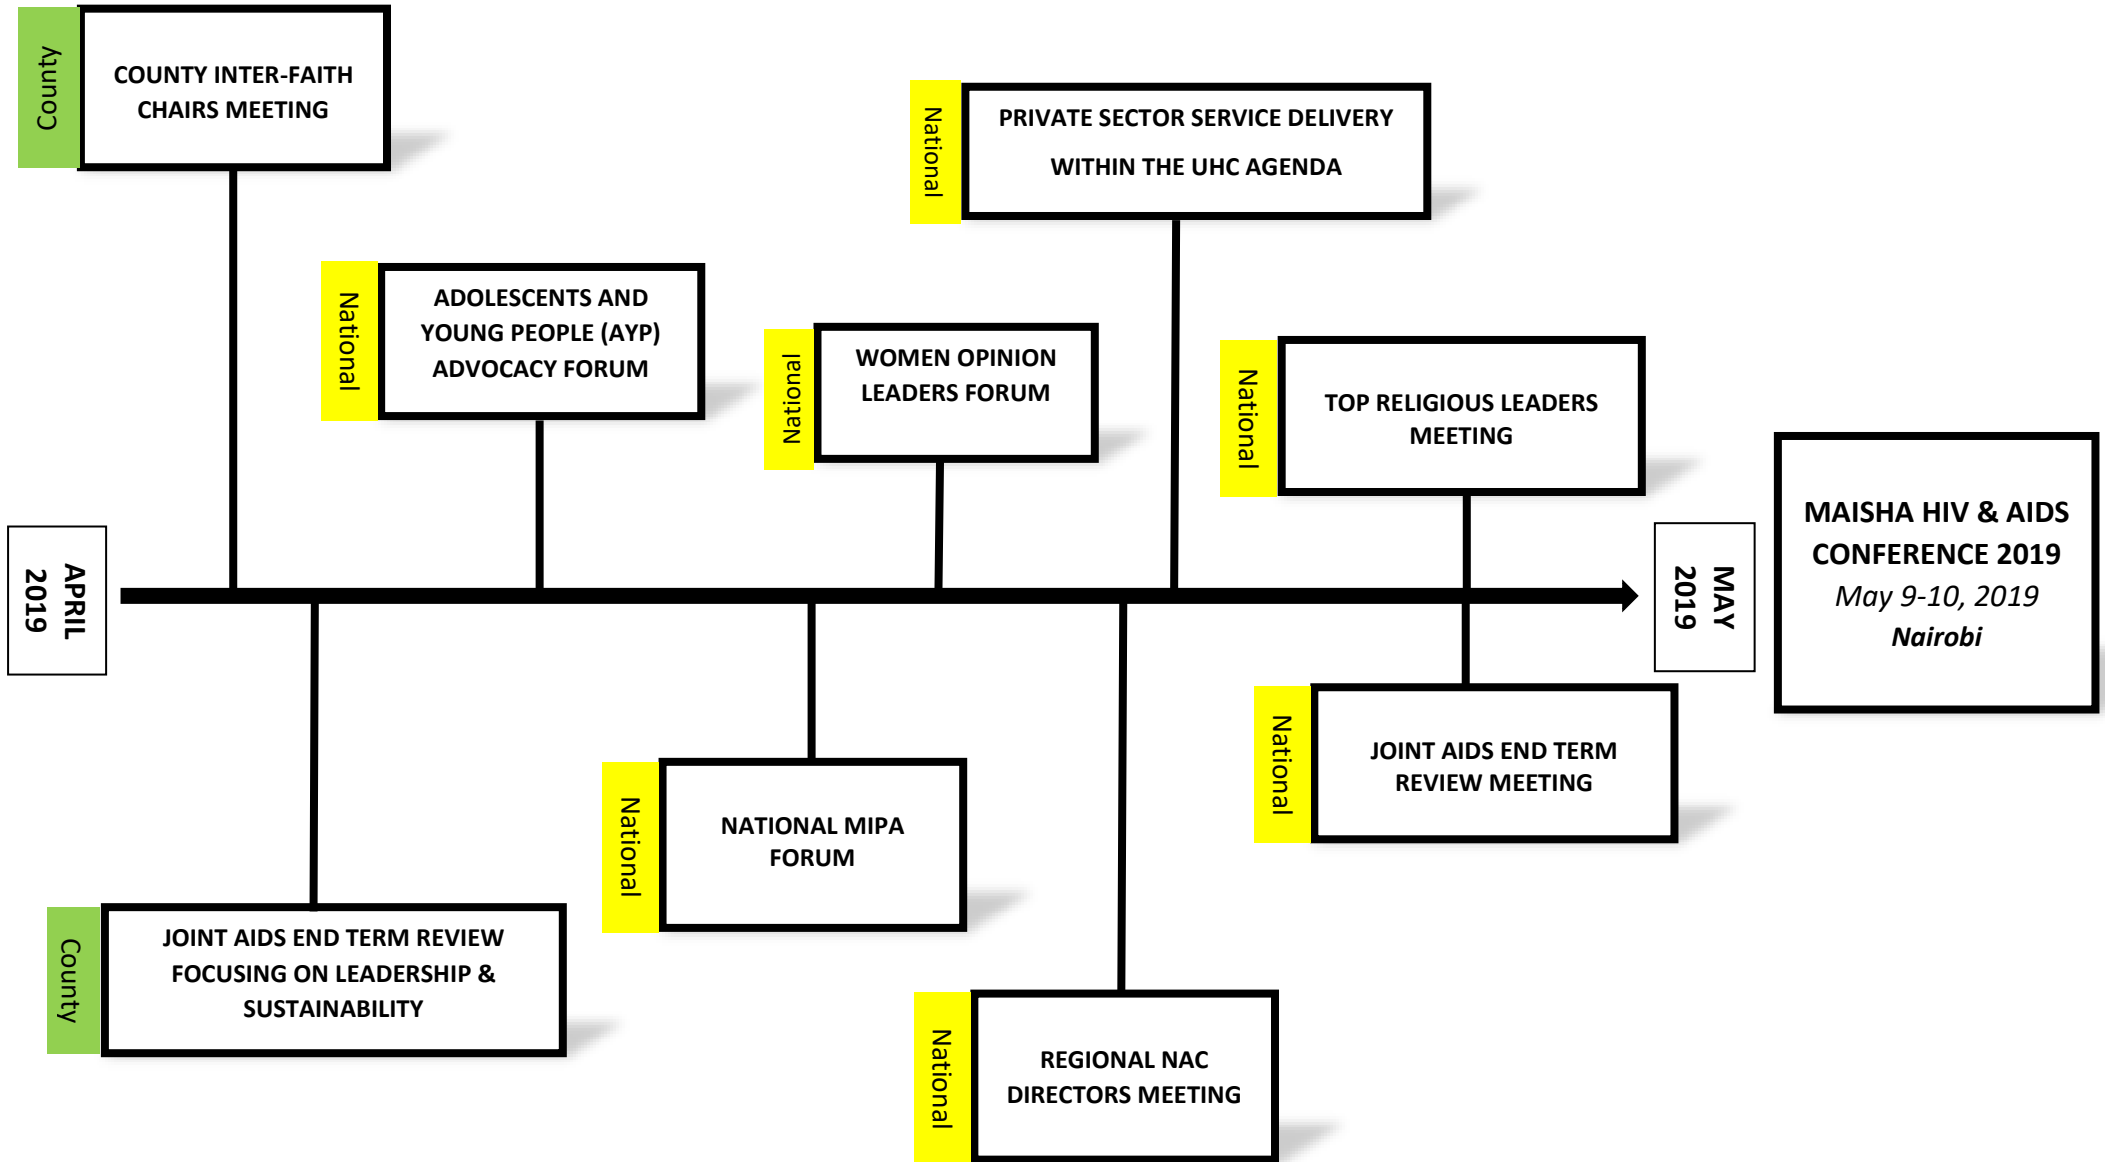 County
COUNTY INTER-FAITH
CHAIRS MEETING
National
PRIVATE SECTOR SERVICE DELIVERY
WITHIN THE UHC AGENDA
National
ADOLESCENTS AND
YOUNG PEOPLE (AYP)
ADVOCACY FORUM
National
WOMEN OPINION
LEADERS FORUM
National
TOP RELIGIOUS LEADERS
MEETING
APRIL
2019
MAY
2019
MAISHA HIV & AIDS
CONFERENCE 2019
May 9-10, 2019
Nairobi
National
JOINT AIDS END TERM
REVIEW MEETING
National
NATIONAL MIPA
FORUM
County
JOINT AIDS END TERM REVIEW
FOCUSING ON LEADERSHIP &
SUSTAINABILITY
National
REGIONAL NAC
DIRECTORS MEETING